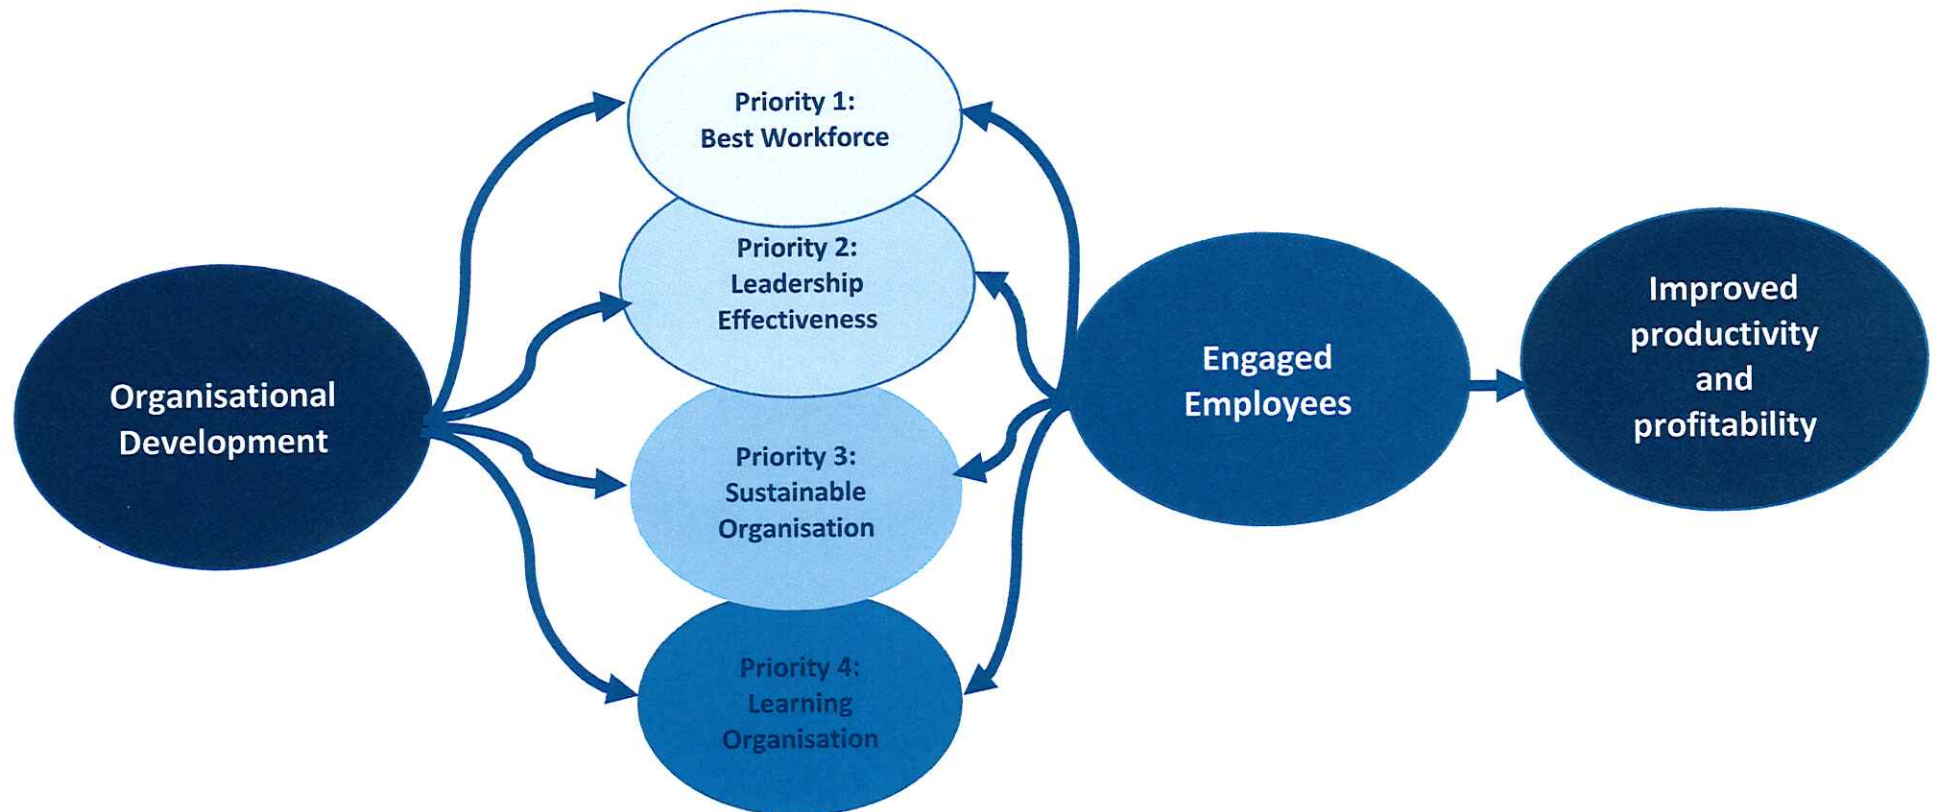 Organisational
Development
Priority 1:
Best Workforce
Priority 2:
Leadership
Effectiveness
Priority 3:
Sustainable
Organisation
Priority 4:
Learning
Organisation
Engaged
Employees
Improved
productivity
and
profitability